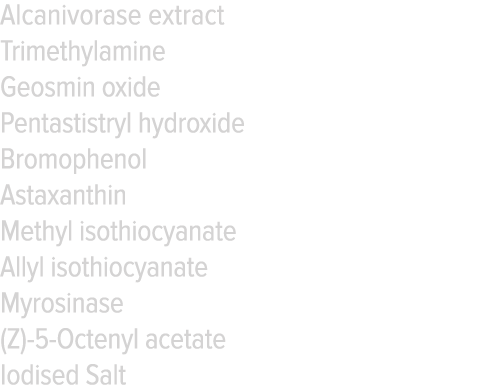 Alcanivorase extract
Trimethylamine
Geosmin oxide
Pentastistryl hydroxide
Bromophenol
Astaxanthin
Methyl isothiocyanate
Allyl isothiocyanate
Myrosinase
(Z)-5-Octenyl acetate
Iodised Salt